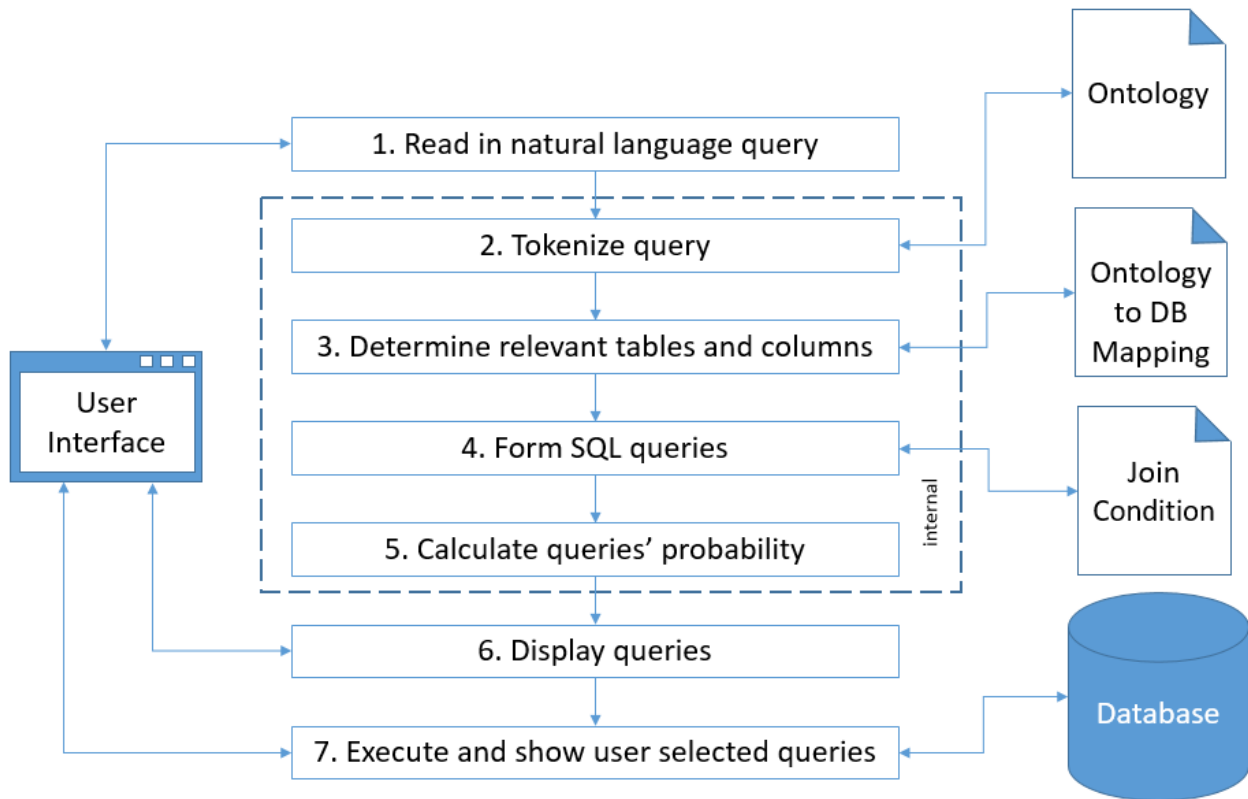 Ontology
1. Read in natural language query
2. Tokenize query
Ontology
to DB
Mapping
3. Determine relevant tables and columns
User
Interface
4. Form SQL queries
Join
Condition
internal
5. Calculate queries’ probability
6. Display queries
Database
7. Execute and show user selected queries